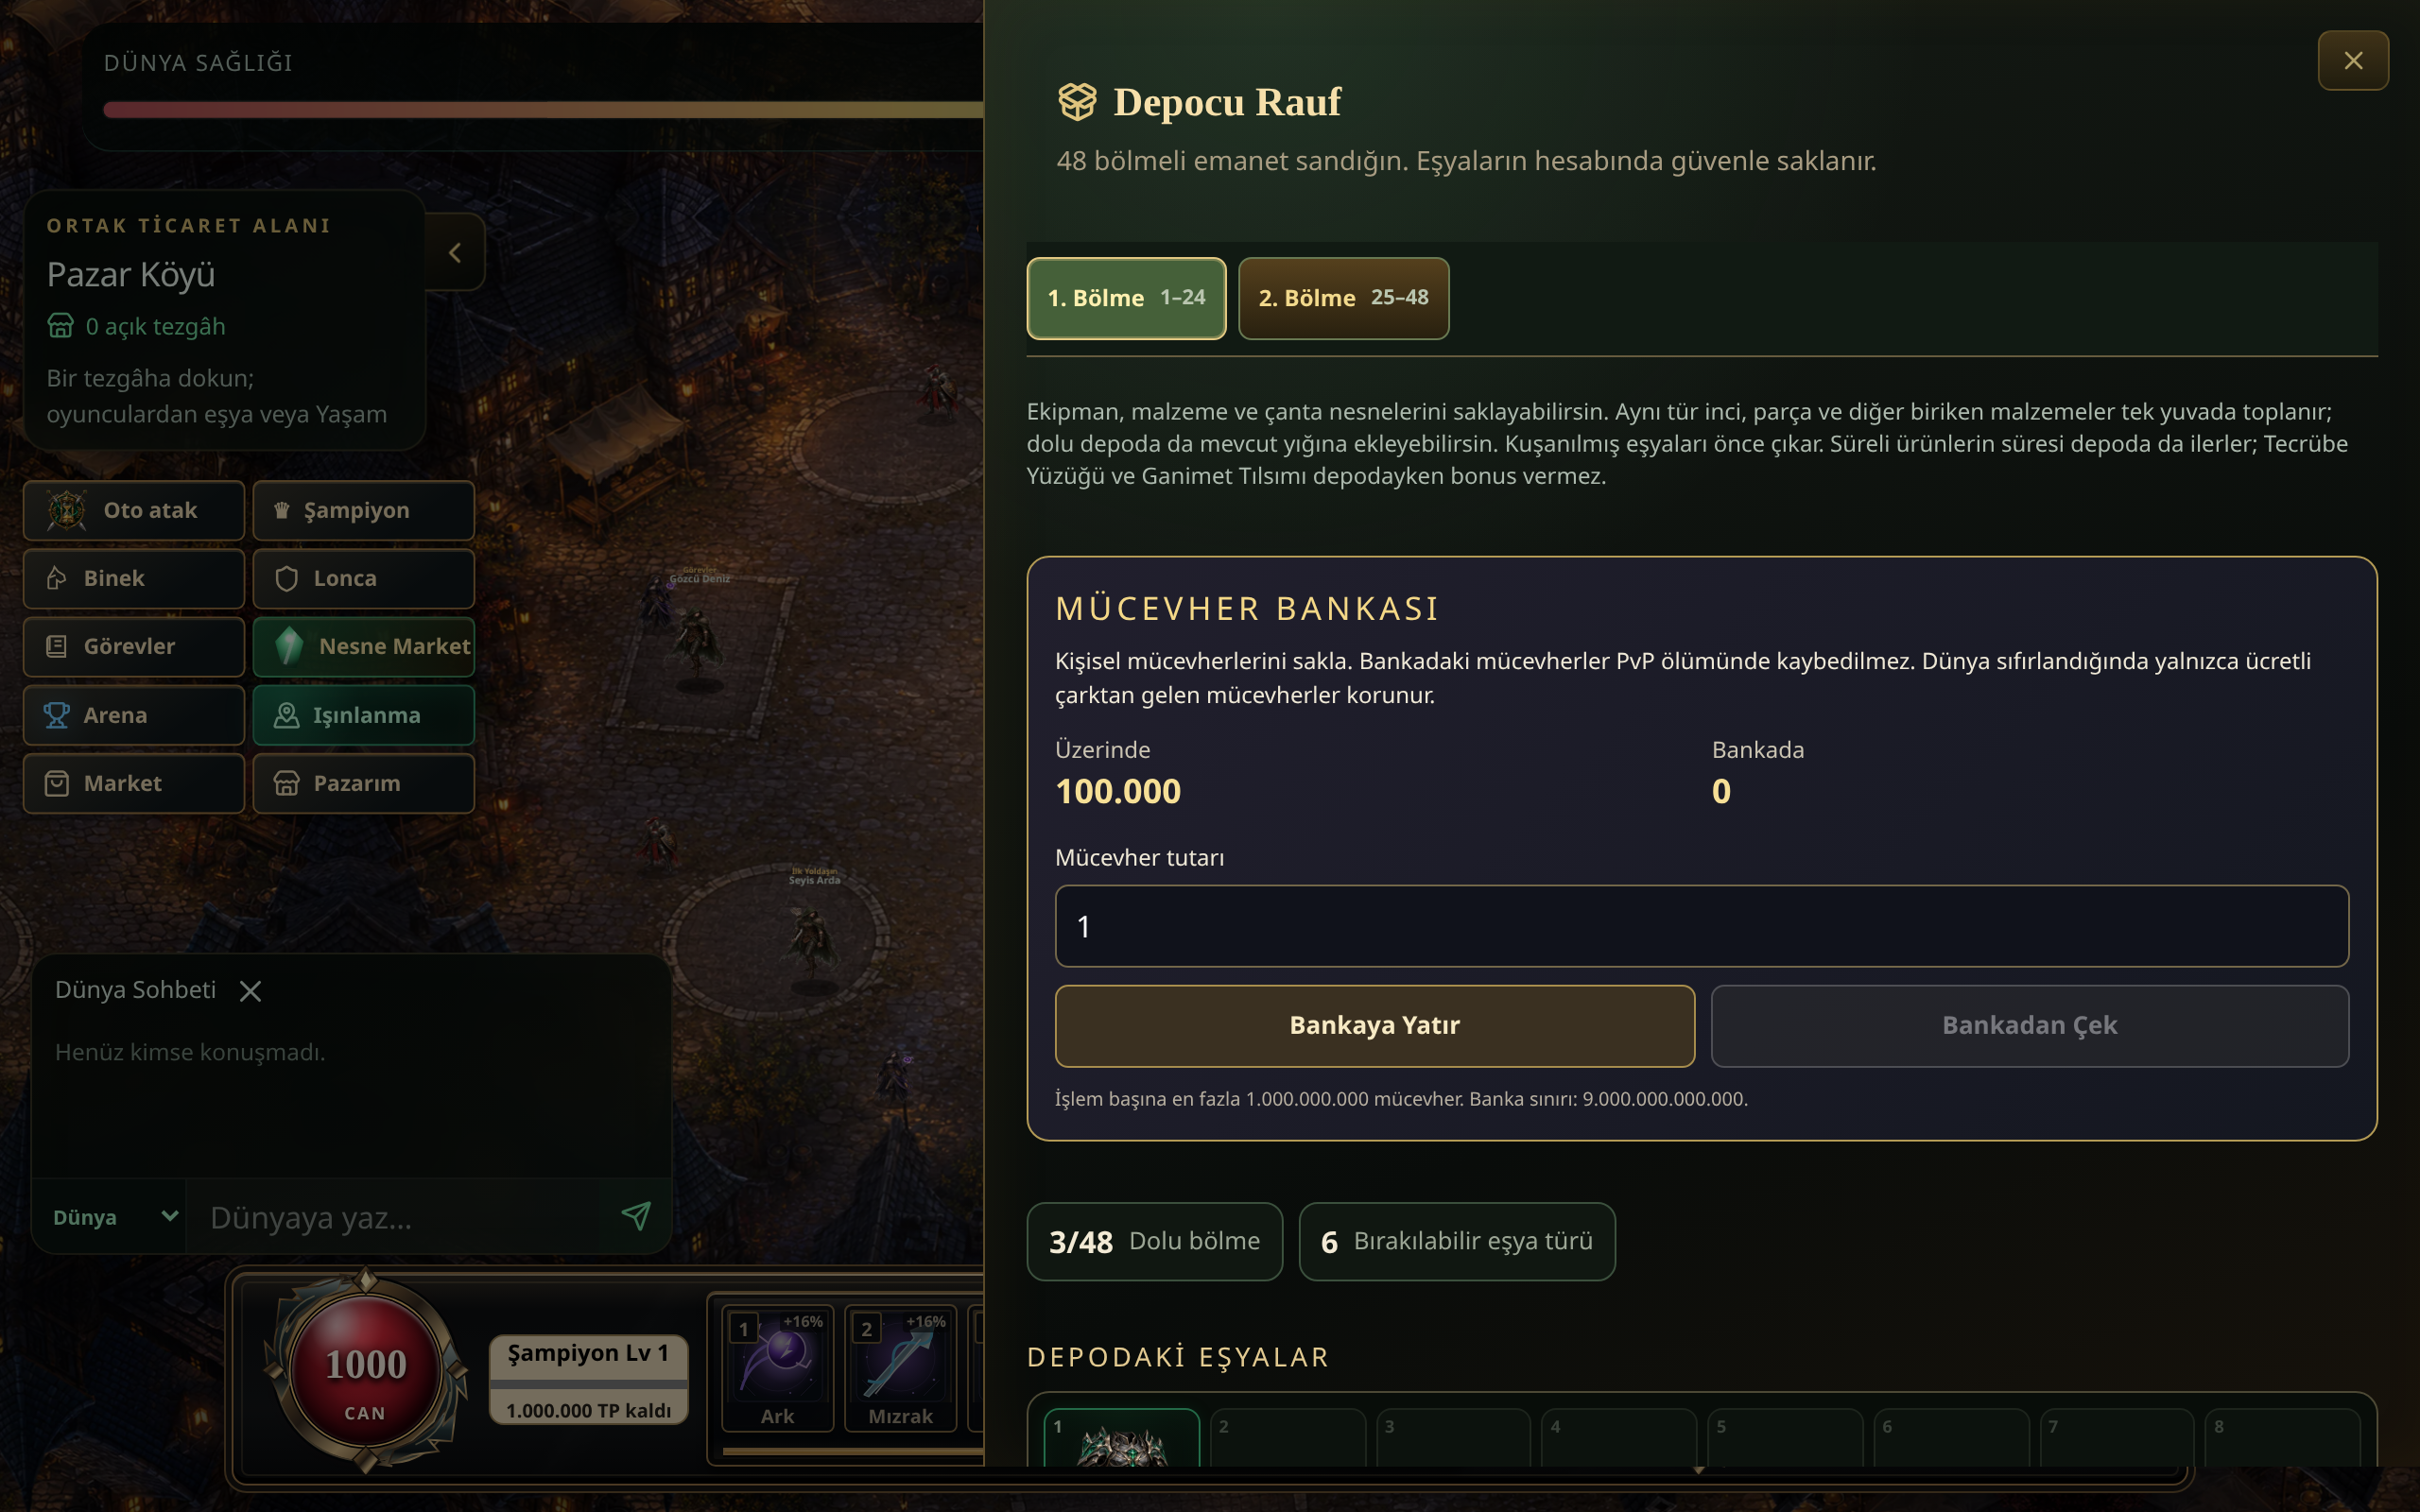 DÜNYA SAĞLIĞI
ORTAK TİCARET ALANI
Pazar Köyü
0 açık tezgâh
Bir tezgâha dokun;
oyunculardan eşya veya Yaşam
Oto atak
Şampiyon
Binek
Lonca
Görevler
Nesne Market
Arena
Işınlanma
Market
Pazarım
Görevler
Gözcü Deniz
İlk Yoldaşın
Seyis Arda
Dünya Sohbeti
Henüz kimse konuşmadı.
Dünya
Dünyaya yaz...
1000
CAN
Şampiyon Lv 1
1.000.000 TP kaldı
1
+16%
Ark
2
+16%
Mızrak
Depocu Rauf
48 bölmeli emanet sandığın. Eşyaların hesabında güvenle saklanır.
1. Bölme 1–24
2. Bölme 25–48
Ekipman, malzeme ve çanta nesnelerini saklayabilirsin. Aynı tür inci, parça ve diğer biriken malzemeler tek yuvada toplanır;
dolu depoda da mevcut yığına ekleyebilirsin. Kuşanılmış eşyaları önce çıkar. Süreli ürünlerin süresi depoda da ilerler; Tecrübe
Yüzüğü ve Ganimet Tılsımı depodayken bonus vermez.
MÜCEVHER BANKASI
Kişisel mücevherlerini sakla. Bankadaki mücevherler PvP ölümünde kaybedilmez. Dünya sıfırlandığında yalnızca ücretli
çarktan gelen mücevherler korunur.
Üzerinde
100.000
Bankada
0
Mücevher tutarı
1
Bankaya Yatır
Bankadan Çek
İşlem başına en fazla 1.000.000.000 mücevher. Banka sınırı: 9.000.000.000.000.
3/48 Dolu bölme
6 Bırakılabilir eşya türü
DEPODAKİ EŞYALAR
1
2
3
4
5
6
7
8